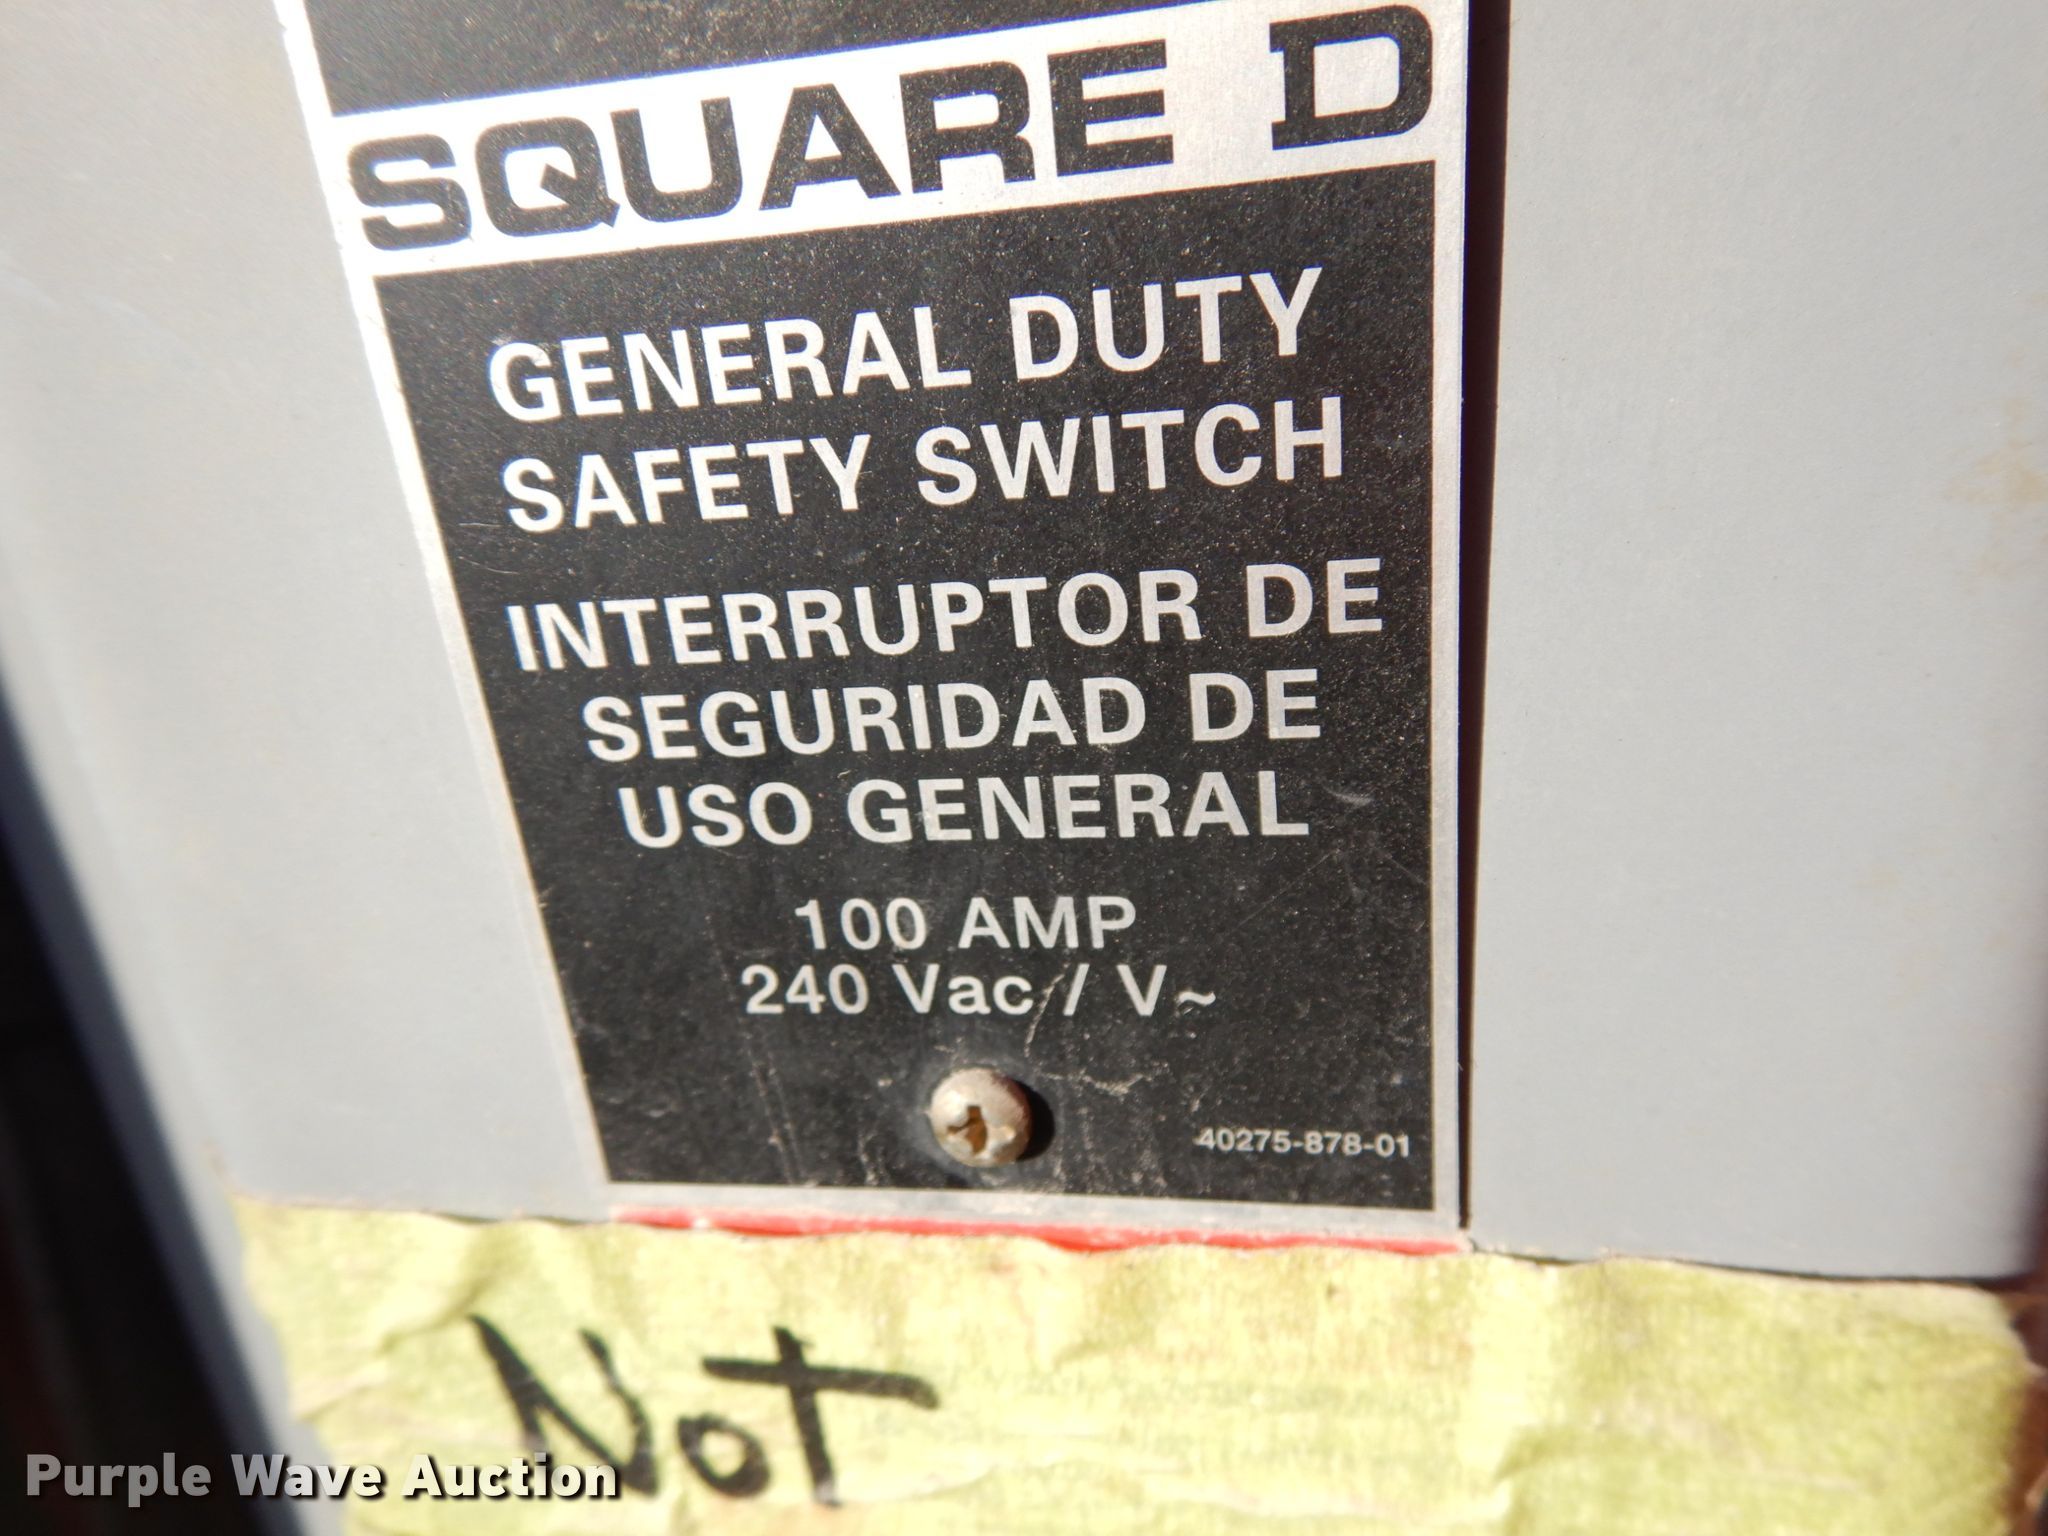 SQUARE D
GENERAL DUTY
SAFETY SWITCH
INTERRUPTOR DE
SEGURIDAD DE
USO GENERAL
100 AMP
240 Vac / V~
40275-878-01
Not
Purple Wave Auction